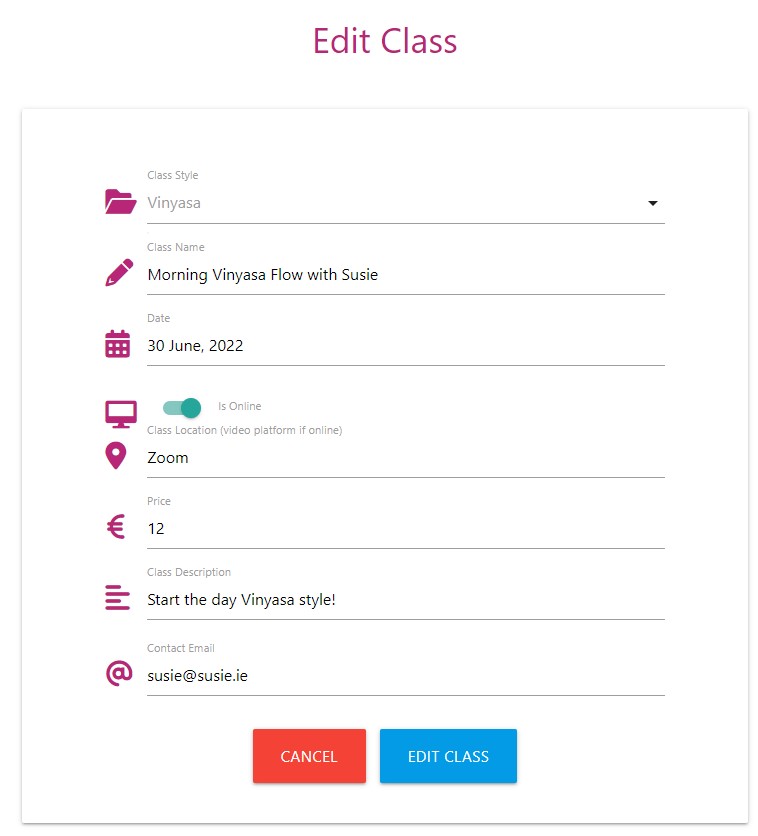 Edit Class
Class Style
Vinyasa
Class Name
Morning Vinyasa Flow with Susie
Date
30 June, 2022
Is Online
Class Location (video platform if online)
Zoom
Price
12
Class Description
Start the day Vinyasa style!
Contact Email
susie@susie.ie
CANCEL EDIT CLASS